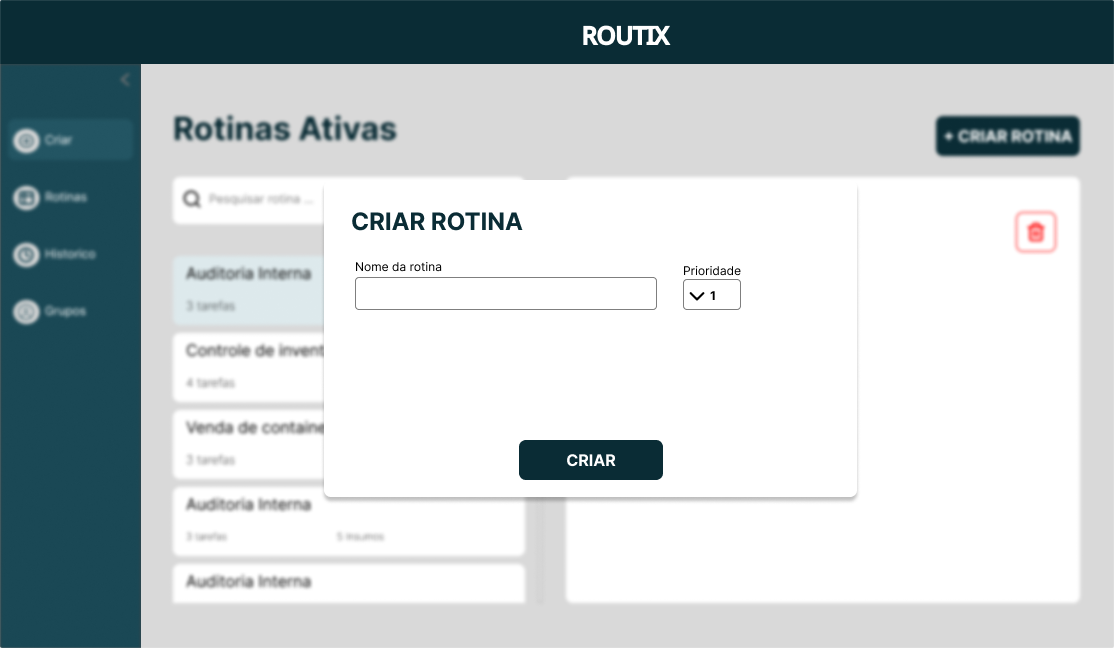 ROUTIX
Criar
Rotinas
Historico
Grupos
Rotinas Ativas
+ CRIAR ROTINA
Pesquisar rotina ...
Auditoria Interna
3 tarefas
Controle de invent
4 tarefas
Venda de containe
3 tarefas
Auditoria Interna
3 tarefas 5 insumos
Auditoria Interna
CRIAR ROTINA
Nome da rotina
Prioridade
1
CRIAR